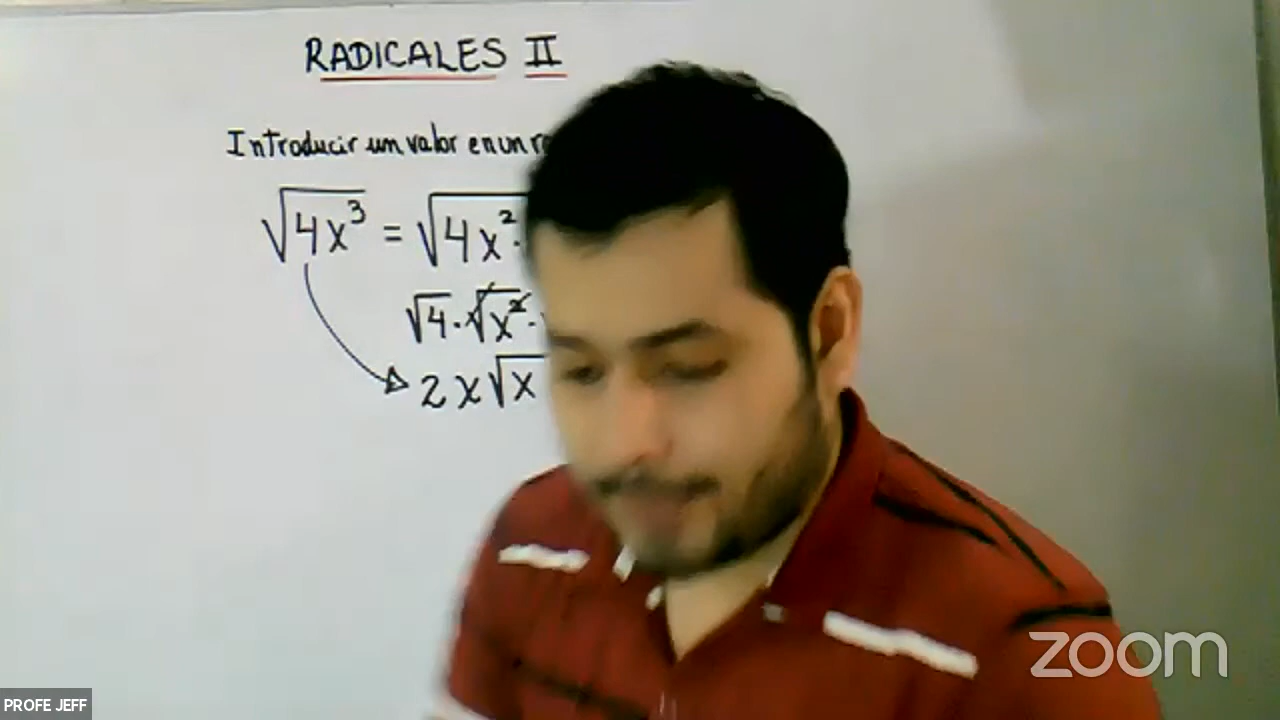 RADICALES II
Introducir un valor en un
√4x³ = √4x² ·
√4 · √x² ·
2x√x
PROFE JEFF
zoom